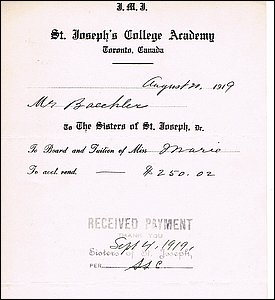 J. M. J.
St. Joseph's College Academy
Toronto, Canada
August 20, 1919
Mr Baechler
To The Sisters of St. Joseph, Dr.
To Board and Tuition of Miss Marie
To acct. rend. — $250.02
RECEIVED PAYMENT
THANK YOU
Sept 4, 1919,
Sisters of St. Joseph,
PER S.S.C.